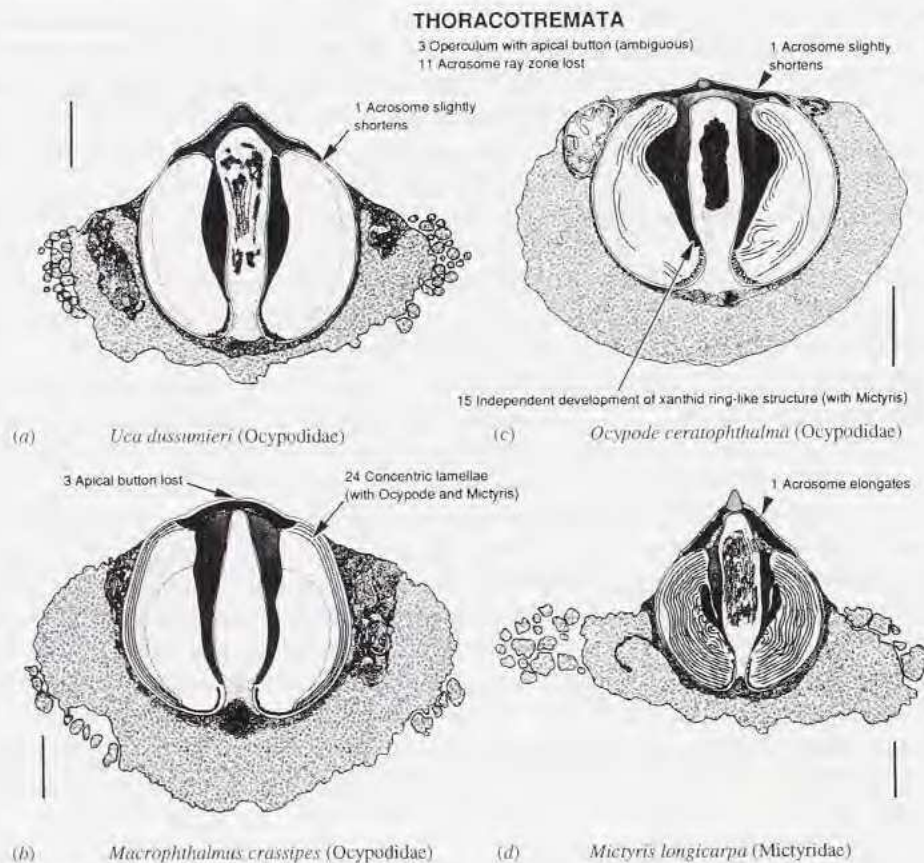 THORACOTREMATA
3 Operculum with apical button (ambiguous)
11 Acrosome ray zone lost
1 Acrosome slightly
shortens
1 Acrosome slightly
shortens
15 Independent development of xanthid ring-like structure (with Mictyris)
(a) Uca dussumieri (Ocypodidae)
(c) Ocypode ceratophthalma (Ocypodidae)
3 Apical button lost
24 Concentric lamellae
(with Ocypode and Mictyris)
1 Acrosome elongates
(b) Macrophthalmus crassipes (Ocypodidae)
(d) Mictyris longicarpa (Mictyridae)